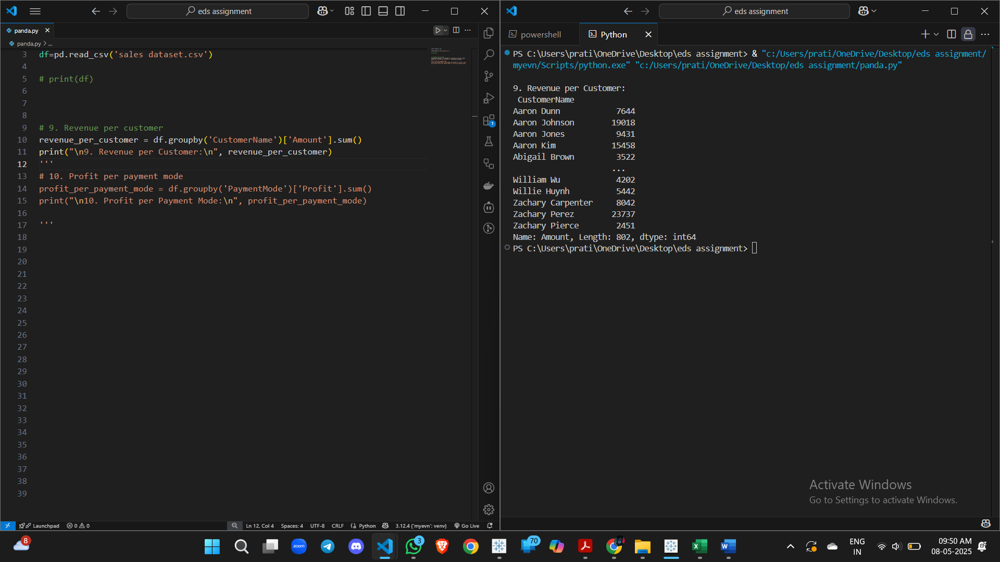 eds assignment
panda.py
panda.py > ...
3 df=pd.read_csv('sales dataset.csv')
4
5 # print(df)
6
7
8
9 # 9. Revenue per customer
10 revenue_per_customer = df.groupby('CustomerName')['Amount'].sum()
11 print("\n9. Revenue per Customer:\n", revenue_per_customer)
12 '''
13 # 10. Profit per payment mode
14 profit_per_payment_mode = df.groupby('PaymentMode')['Profit'].sum()
15 print("\n10. Profit per Payment Mode:\n", profit_per_payment_mode)
16
17 '''
18
19
20
21
22
23
24
25
26
27
28
29
30
31
32
33
34
35
36
37
38
39
1
Launchpad 0 0 Ln 12, Col 4 Spaces: 4 UTF-8 CRLF Python 3.12.4 ('myevn': venv) Go Live
eds assignment
powershell Python
PS C:\Users\prati\OneDrive\Desktop\eds assignment> & "c:/Users/prati/OneDrive/Desktop/eds assignment/
myevn/Scripts/python.exe" "c:/Users/prati/OneDrive/Desktop/eds assignment/panda.py"
9. Revenue per Customer:
CustomerName
Aaron Dunn 7644
Aaron Johnson 19018
Aaron Jones 9431
Aaron Kim 15458
Abigail Brown 3522
...
William Wu 4202
Willie Huynh 5442
Zachary Carpenter 8042
Zachary Perez 23737
Zachary Pierce 2451
Name: Amount, Length: 802, dtype: int64
PS C:\Users\prati\OneDrive\Desktop\eds assignment>
Activate Windows
Go to Settings to activate Windows.
8
zoom
3
70
ENG
IN
09:50 AM
08-05-2025